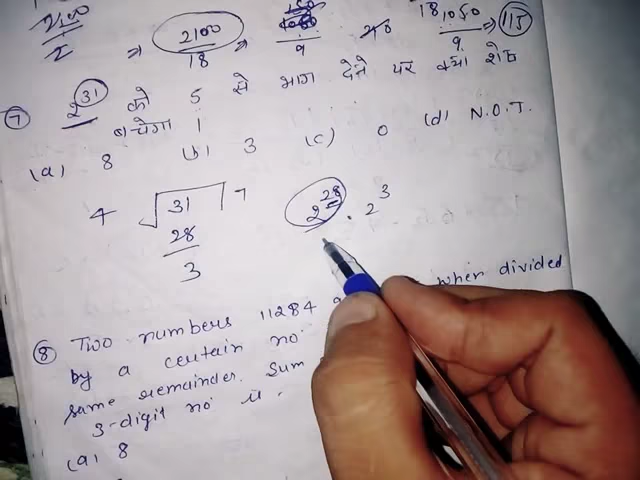 2100
2100
18
9
18 1050
9
115
7 2^31 को 5 से भाग देने पर क्या शेष
बचेगा ।
(a) 8 (b) 3 (c) 0 (d) N.O.T.
4 31 7
28
3
2^28 . 2^3
8 Two numbers 11284 when divided
by a certain no
same remainder. Sum
3-digit no is.
(a) 8